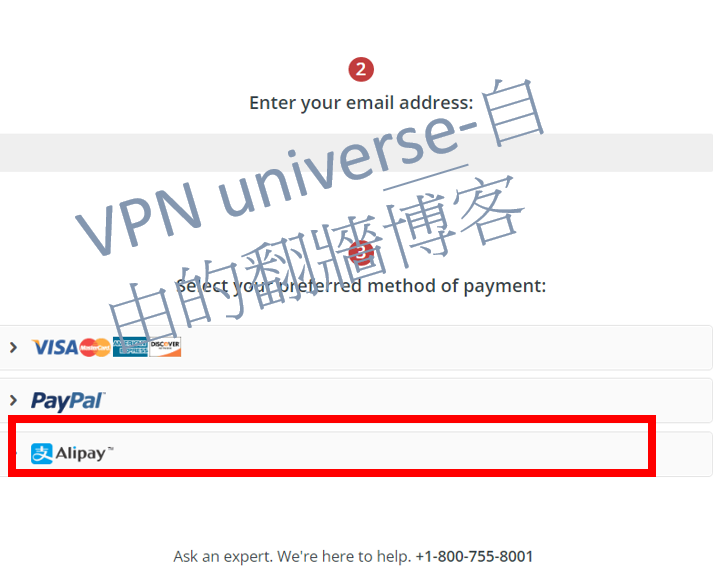 2
Enter your email address:
VPN universe-自
由的翻牆博客
3
Select your preferred method of payment:
VISA MasterCard AMERICAN EXPRESS DISCOVER
PayPal™
支 Alipay™
Ask an expert. We're here to help. +1-800-755-8001